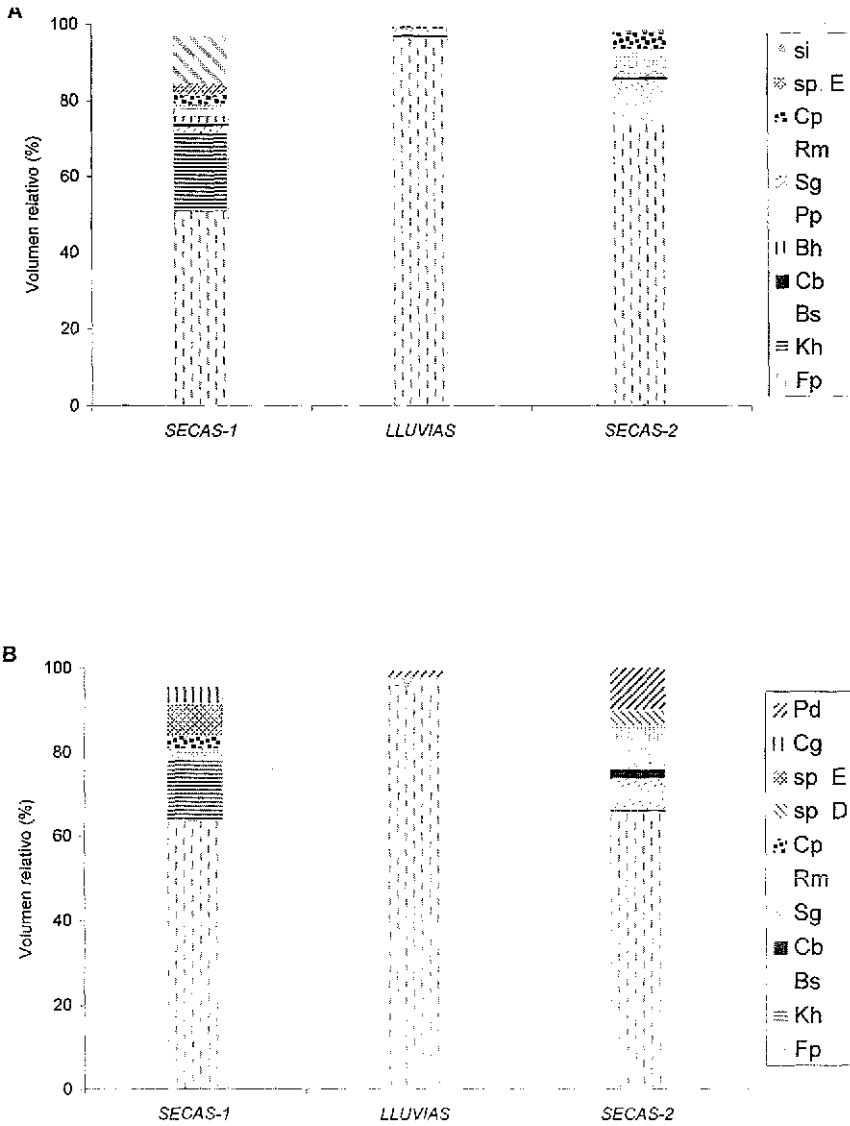 A
100
80
60
40
20
0
Volumen relativo (%)
SECAS-1
LLUVIAS
SECAS-2
si
sp. E
Cp
Rm
Sg
Pp
Bh
Cb
Bs
Kh
Fp
B
100
80
60
40
20
0
Volumen relativo (%)
SECAS-1
LLUVIAS
SECAS-2
Pd
Cg
sp E
sp D
Cp
Rm
Sg
Cb
Bs
Kh
Fp